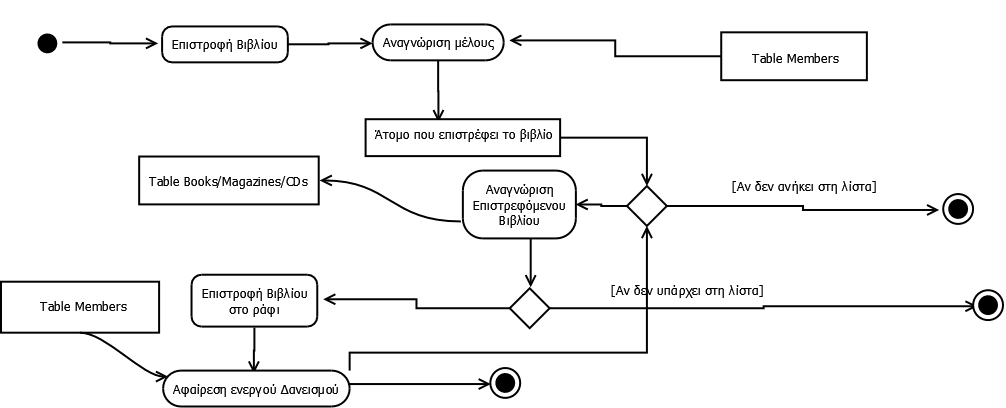 Επιστροφή Βιβλίου
Αναγνώριση μέλους
Table Members
Άτομο που επιστρέφει το βιβλίο
Table Books/Magazines/CDs
Αναγνώριση
Επιστρεφόμενου
Βιβλίου
[Αν δεν ανήκει στη λίστα]
Table Members
Επιστροφή Βιβλίου
στο ράφι
[Αν δεν υπάρχει στη λίστα]
Αφαίρεση ενεργού Δανεισμού